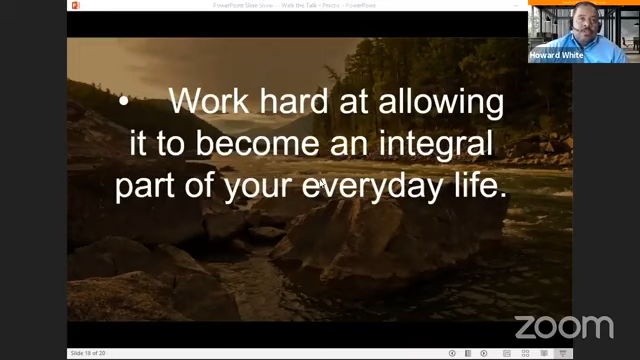 PowerPoint Slide Show - Walk the Talk - Promo - PowerPoint
Howard White
• Work hard at allowing
it to become an integral
part of your everyday life.
zoom
Slide 18 of 20